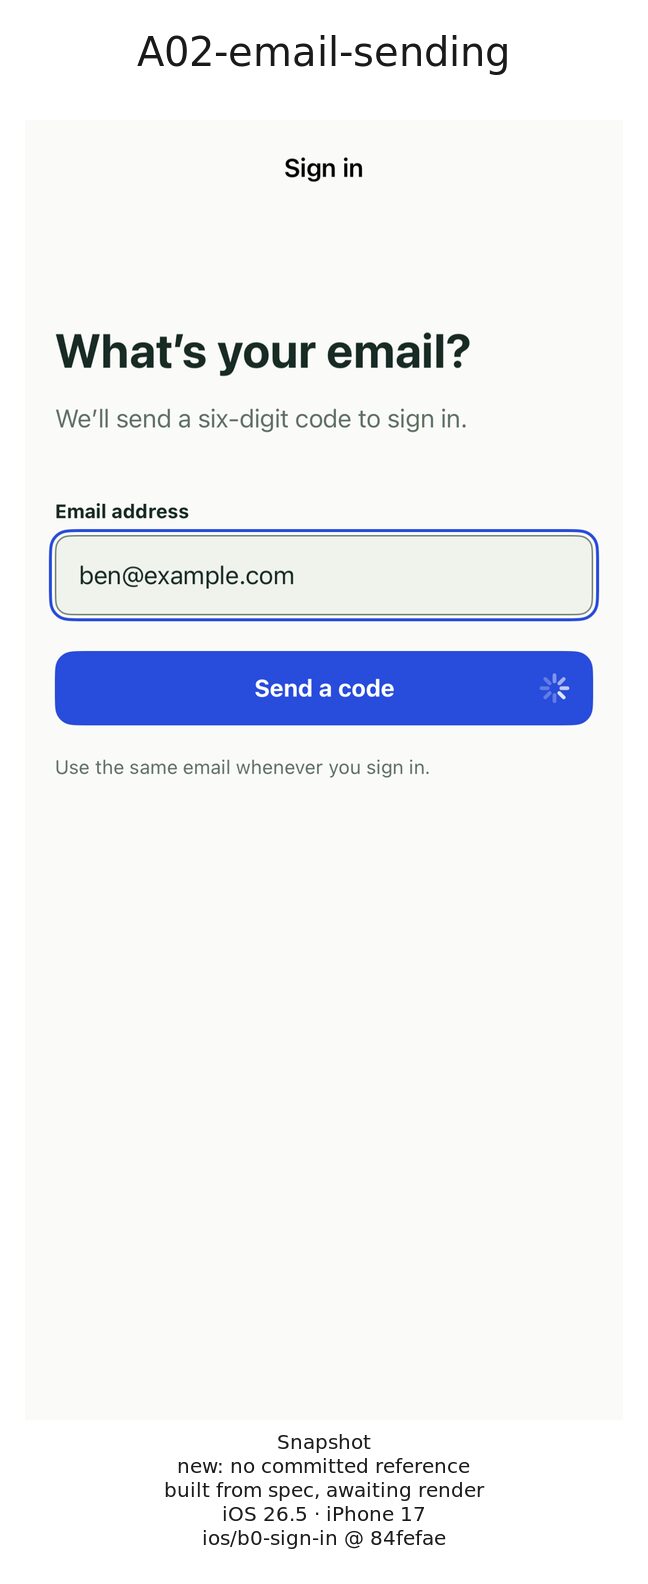 A02-email-sending
Sign in
What’s your email?
We’ll send a six-digit code to sign in.
Email address
ben@example.com
Send a code
Use the same email whenever you sign in.
Snapshot
new: no committed reference
built from spec, awaiting render
iOS 26.5 · iPhone 17
ios/b0-sign-in @ 84fefae